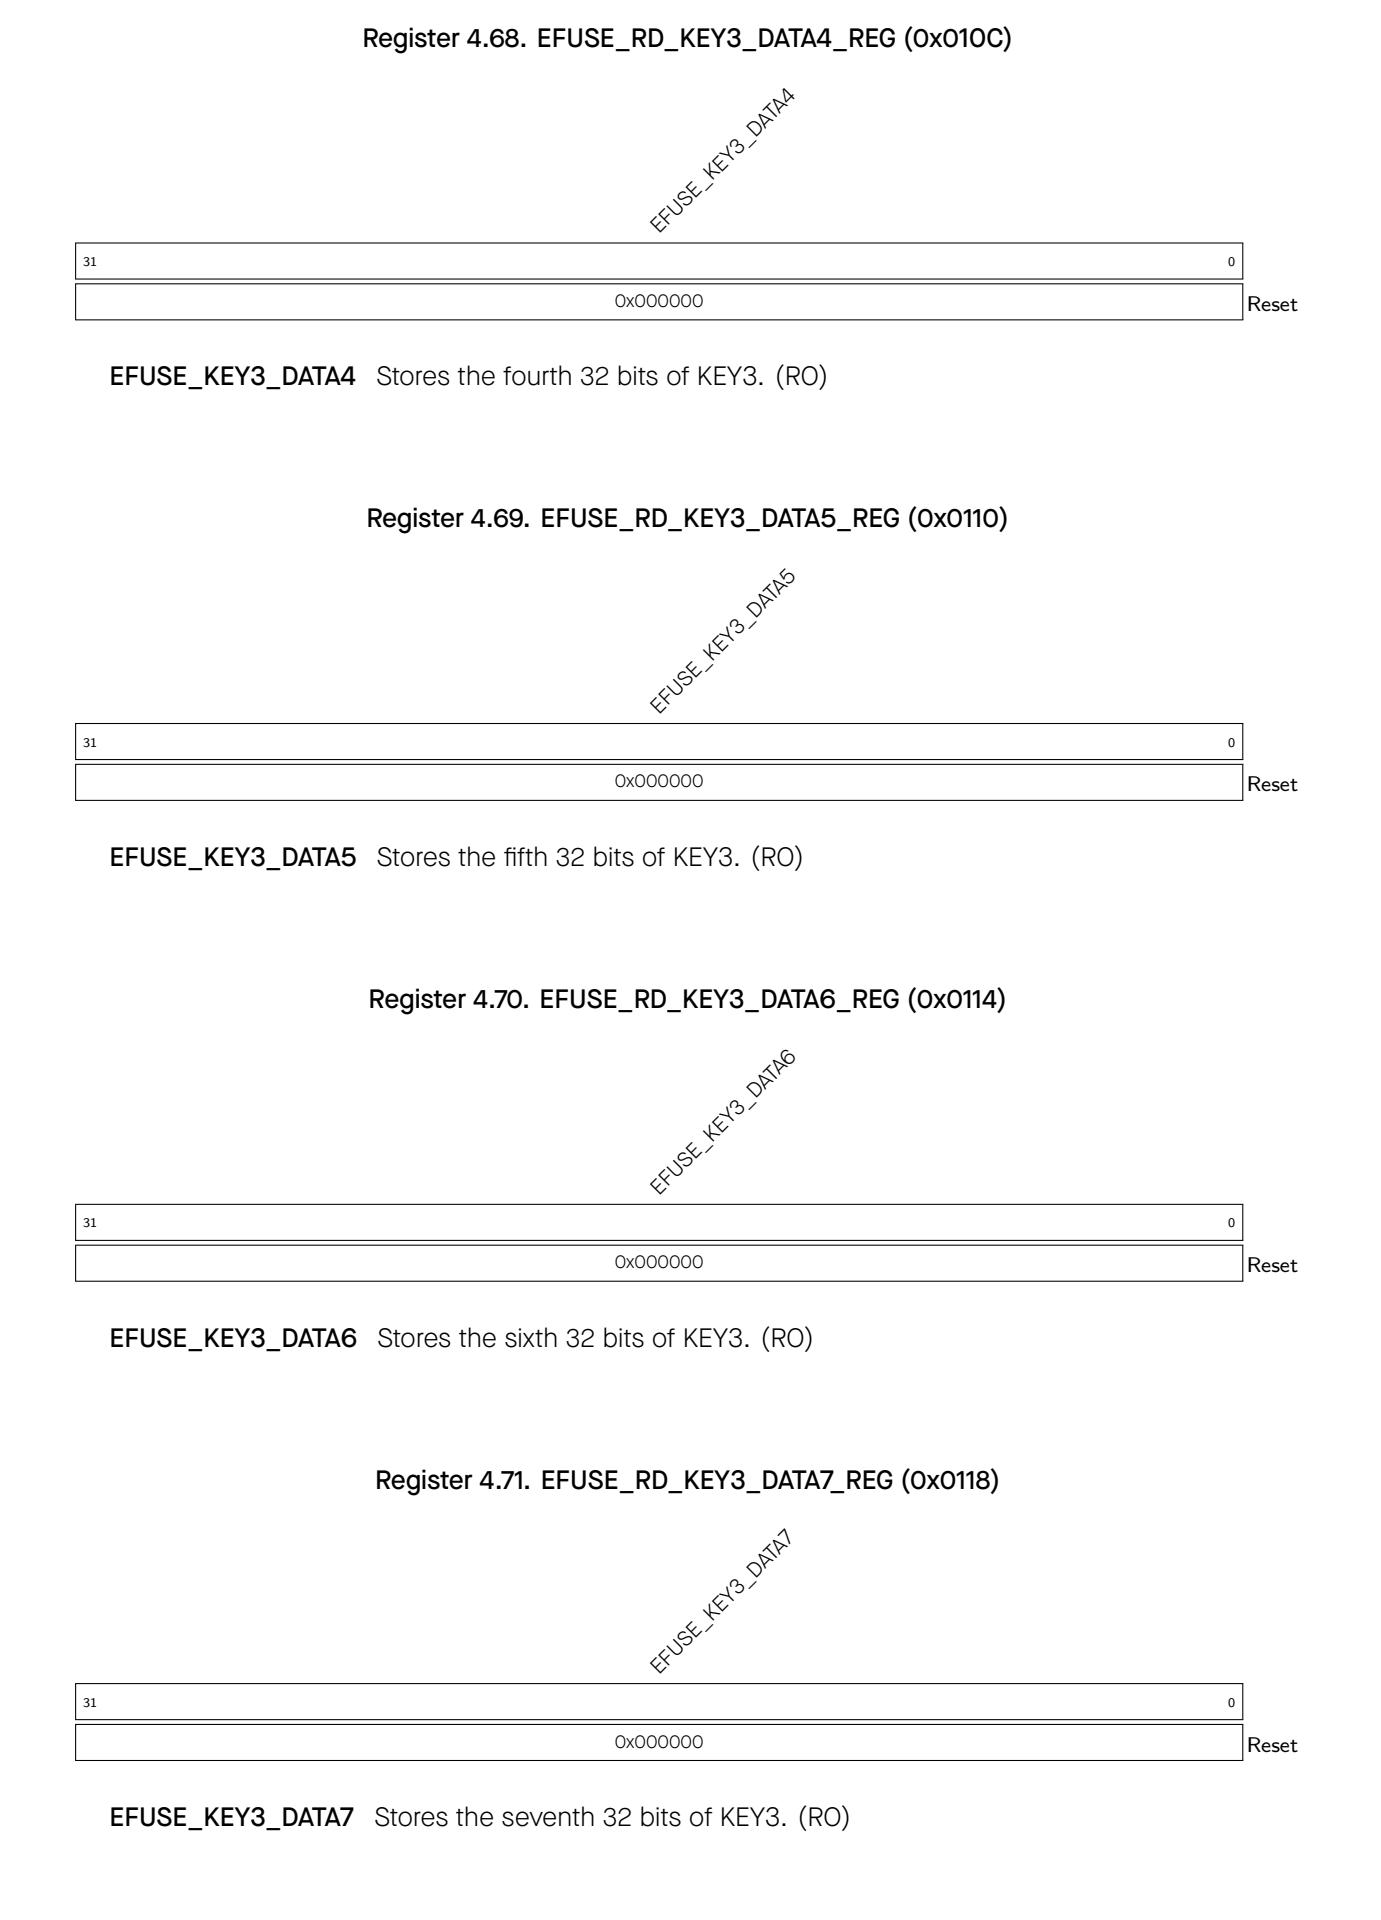 Register 4.68. EFUSE_RD_KEY3_DATA4_REG (0x010C)
EFUSE_KEY3_DATA4
31 0
0x000000 Reset
EFUSE_KEY3_DATA4 Stores the fourth 32 bits of KEY3. (RO)
Register 4.69. EFUSE_RD_KEY3_DATA5_REG (0x0110)
EFUSE_KEY3_DATA5
31 0
0x000000 Reset
EFUSE_KEY3_DATA5 Stores the fifth 32 bits of KEY3. (RO)
Register 4.70. EFUSE_RD_KEY3_DATA6_REG (0x0114)
EFUSE_KEY3_DATA6
31 0
0x000000 Reset
EFUSE_KEY3_DATA6 Stores the sixth 32 bits of KEY3. (RO)
Register 4.71. EFUSE_RD_KEY3_DATA7_REG (0x0118)
EFUSE_KEY3_DATA7
31 0
0x000000 Reset
EFUSE_KEY3_DATA7 Stores the seventh 32 bits of KEY3. (RO)